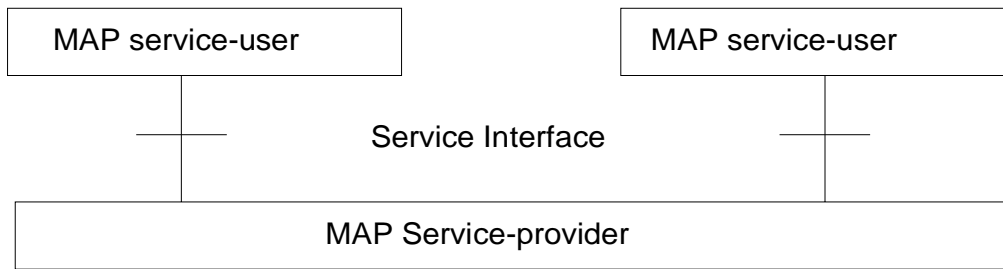 MAP service-user
MAP service-user
Service Interface
MAP Service-provider